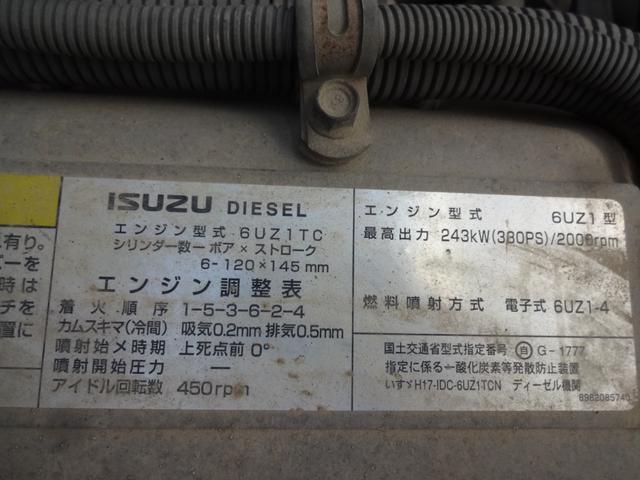 有り。
バーを
時は
チを
置に
ISUZU DIESEL
エンジン型式 6UZ1TC
シリンダー数－ボア×ストローク
6-120×145mm
エンジン調整表
着火順序 1-5-3-6-2-4
カムスキマ(冷間) 吸気0.2mm 排気0.5mm
噴射始メ時期 上死点前 0°
噴射開始圧力 －
アイドル回転数 450rpm
エンジン型式 6UZ1型
最高出力 243kW(330PS)/2000rpm
燃料噴射方式 電子式 6UZ1-4
国土交通省型式指定番号 自 G-1777
指定に係る一酸化炭素等発散防止装置
いすゞH17-IDC-6UZ1TCN ディーゼル機関
8982085740